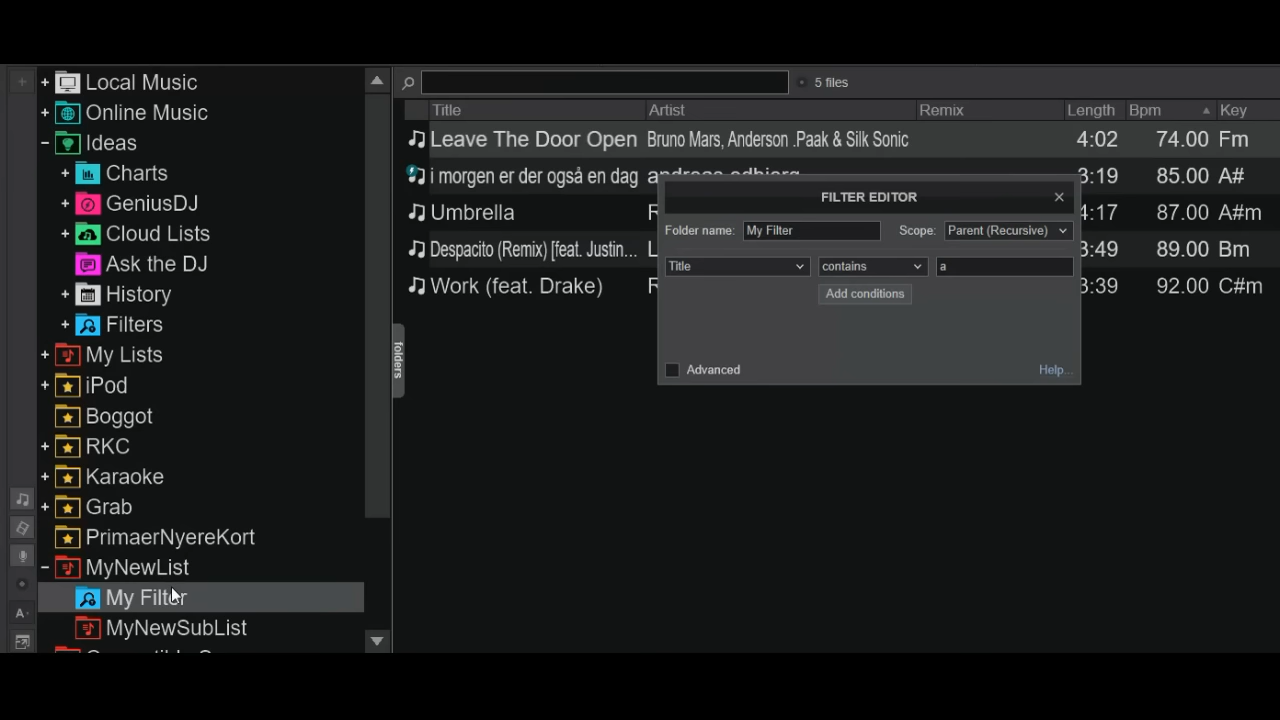 Local Music
Online Music
Ideas
Charts
GeniusDJ
Cloud Lists
Ask the DJ
History
Filters
My Lists
iPod
Boggot
RKC
Karaoke
Grab
PrimaerNyereKort
MyNewList
My Filter
MyNewSubList
folders
5 files
Title Artist Remix Length Bpm Key
Leave The Door Open Bruno Mars, Anderson .Paak & Silk Sonic 4:02 74.00 Fm
i morgen er der også en dag 3:19 85.00 A#
Umbrella R 4:17 87.00 A#m
Despacito (Remix) [feat. Justin... L 3:49 89.00 Bm
Work (feat. Drake) R 3:39 92.00 C#m
FILTER EDITOR
Folder name: My Filter Scope: Parent (Recursive)
Title contains a
Add conditions
Advanced Help...
A